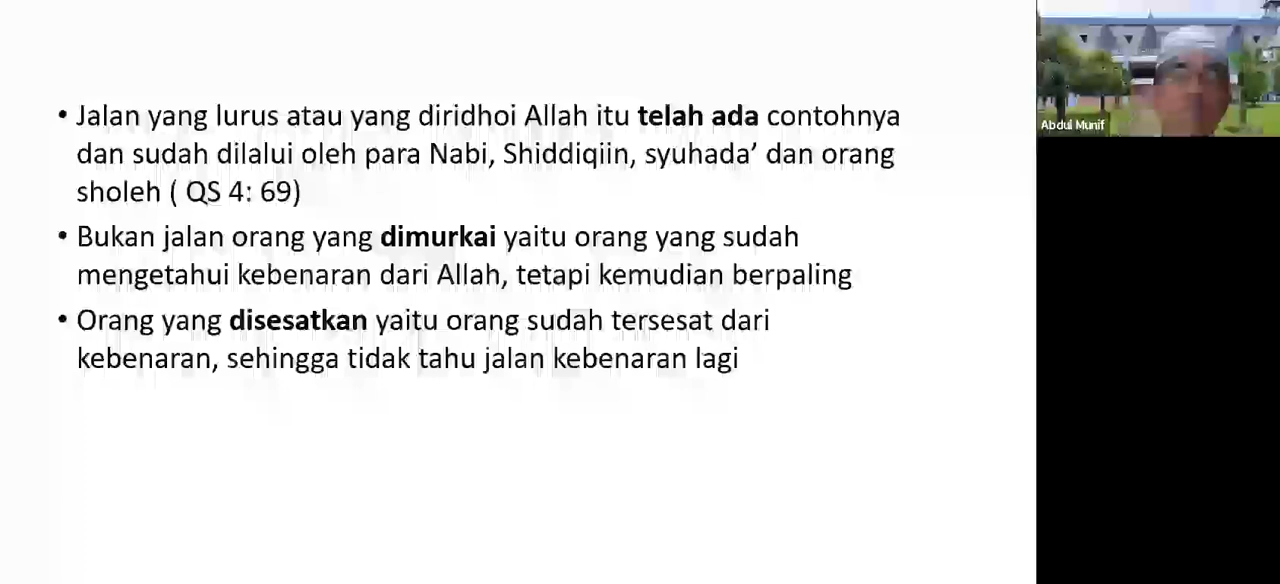 • Jalan yang lurus atau yang diridhoi Allah itu telah ada contohnya
dan sudah dilalui oleh para Nabi, Shiddiqiin, syuhada’ dan orang
sholeh ( QS 4: 69)
• Bukan jalan orang yang dimurkai yaitu orang yang sudah
mengetahui kebenaran dari Allah, tetapi kemudian berpaling
• Orang yang disesatkan yaitu orang sudah tersesat dari
kebenaran, sehingga tidak tahu jalan kebenaran lagi
Abdul Munif